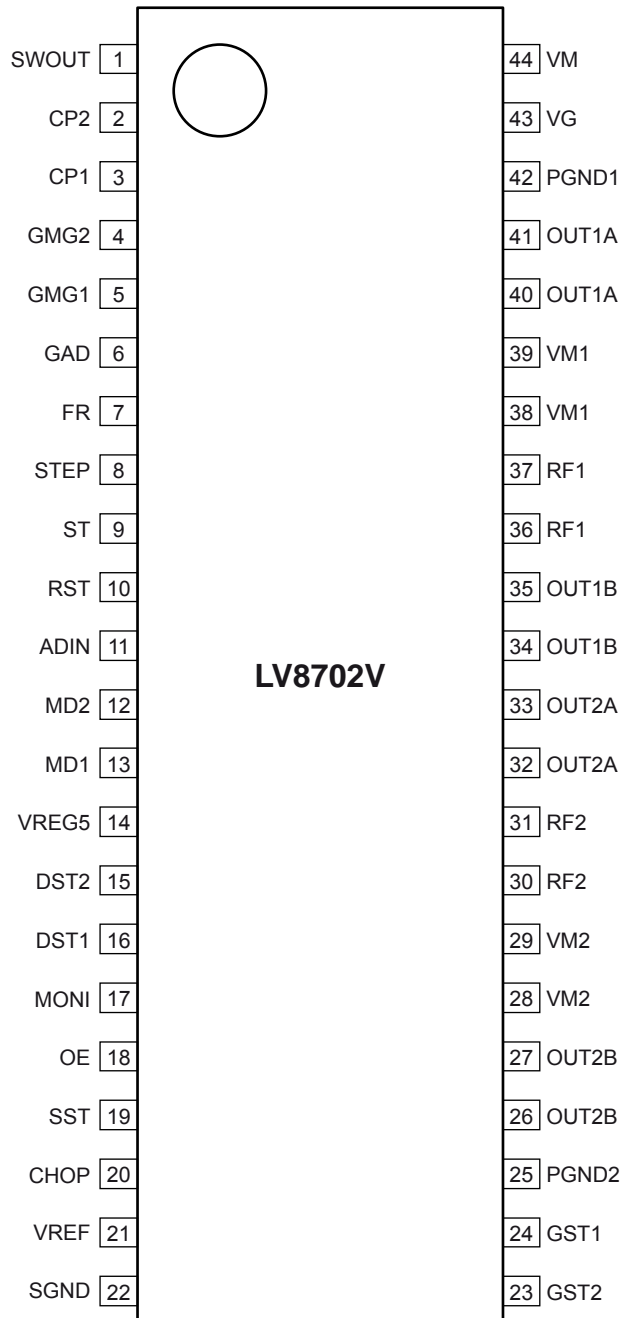 SWOUT 1 44 VM
CP2 2 43 VG
CP1 3 42 PGND1
GMG2 4 41 OUT1A
GMG1 5 40 OUT1A
GAD 6 39 VM1
FR 7 38 VM1
STEP 8 37 RF1
ST 9 36 RF1
RST 10 35 OUT1B
ADIN 11 34 OUT1B
LV8702V
MD2 12 33 OUT2A
MD1 13 32 OUT2A
VREG5 14 31 RF2
DST2 15 30 RF2
DST1 16 29 VM2
MONI 17 28 VM2
OE 18 27 OUT2B
SST 19 26 OUT2B
CHOP 20 25 PGND2
VREF 21 24 GST1
SGND 22 23 GST2